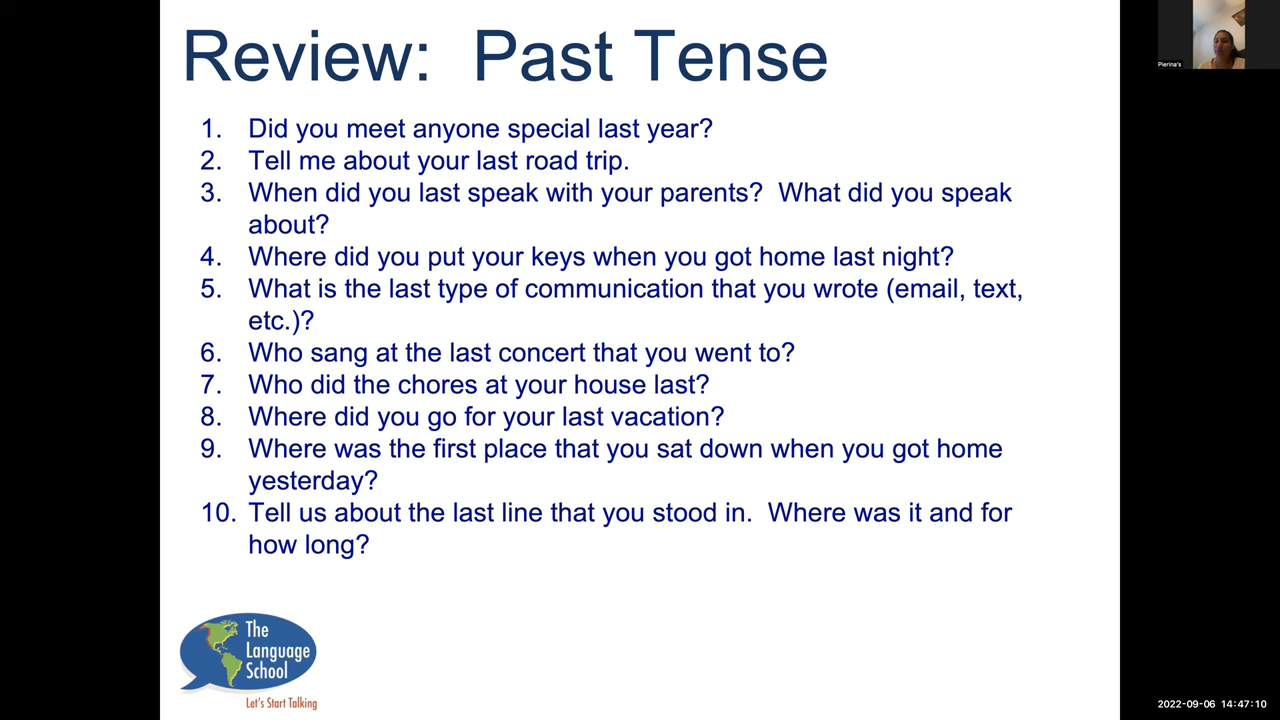 Review: Past Tense
Pierina's
1. Did you meet anyone special last year?
2. Tell me about your last road trip.
3. When did you last speak with your parents? What did you speak
about?
4. Where did you put your keys when you got home last night?
5. What is the last type of communication that you wrote (email, text,
etc.)?
6. Who sang at the last concert that you went to?
7. Who did the chores at your house last?
8. Where did you go for your last vacation?
9. Where was the first place that you sat down when you got home
yesterday?
10. Tell us about the last line that you stood in. Where was it and for
how long?
The
Language
School
Let's Start Talking
2022-09-06 14:47:10